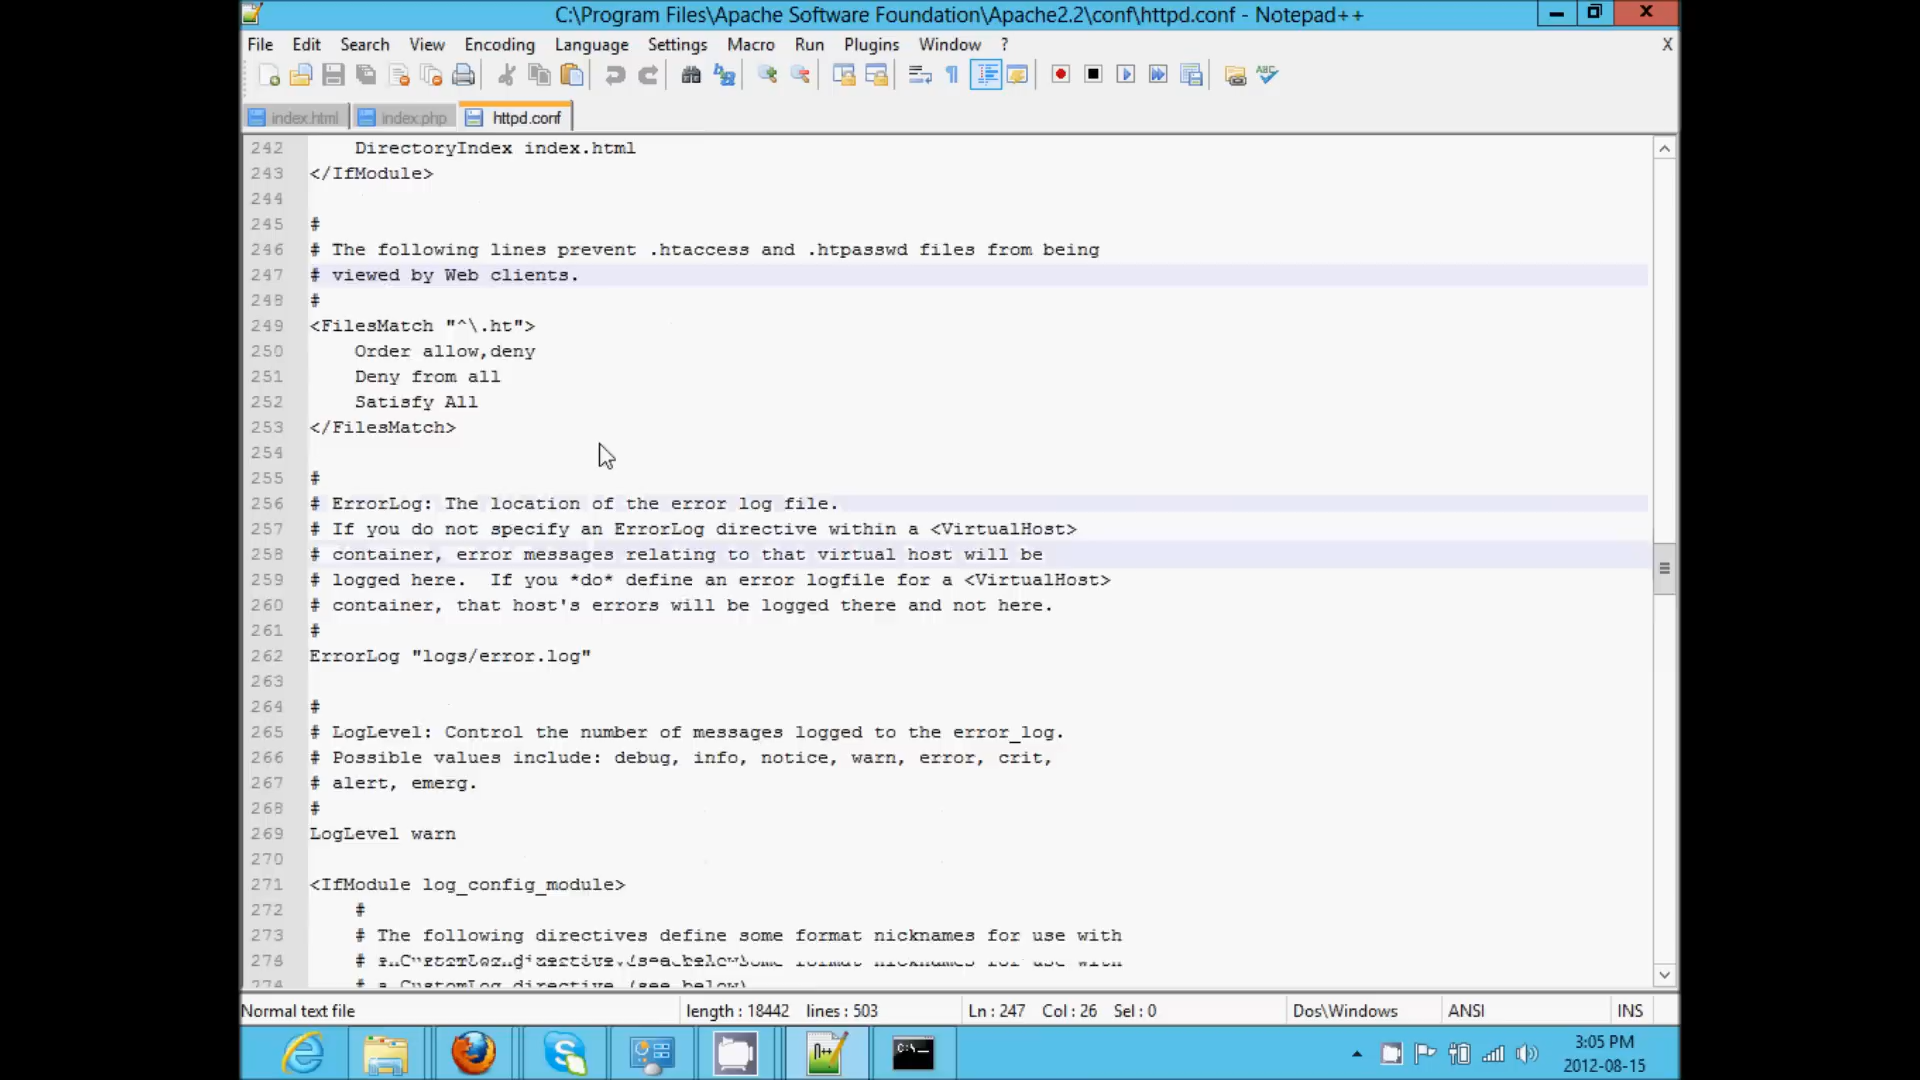 C:\Program Files\Apache Software Foundation\Apache2.2\conf\httpd.conf - Notepad++
File Edit Search View Encoding Language Settings Macro Run Plugins Window ? X
index.html index.php httpd.conf
242 DirectoryIndex index.html
243 </IfModule>
244
245 #
246 # The following lines prevent .htaccess and .htpasswd files from being
247 # viewed by Web clients.
248 #
249 <FilesMatch "^\.ht">
250 Order allow,deny
251 Deny from all
252 Satisfy All
253 </FilesMatch>
254
255 #
256 # ErrorLog: The location of the error log file.
257 # If you do not specify an ErrorLog directive within a <VirtualHost>
258 # container, error messages relating to that virtual host will be
259 # logged here.  If you *do* define an error logfile for a <VirtualHost>
260 # container, that host's errors will be logged there and not here.
261 #
262 ErrorLog "logs/error.log"
263
264 #
265 # LogLevel: Control the number of messages logged to the error_log.
266 # Possible values include: debug, info, notice, warn, error, crit,
267 # alert, emerg.
268 #
269 LogLevel warn
270
271 <IfModule log_config_module>
272 #
273 # The following directives define some format nicknames for use with
274 # a CustomLog directive (see below)
Normal text file length : 18442 lines : 503 Ln : 247 Col : 26 Sel : 0 Dos\Windows ANSI INS
3:05 PM
2012-08-15